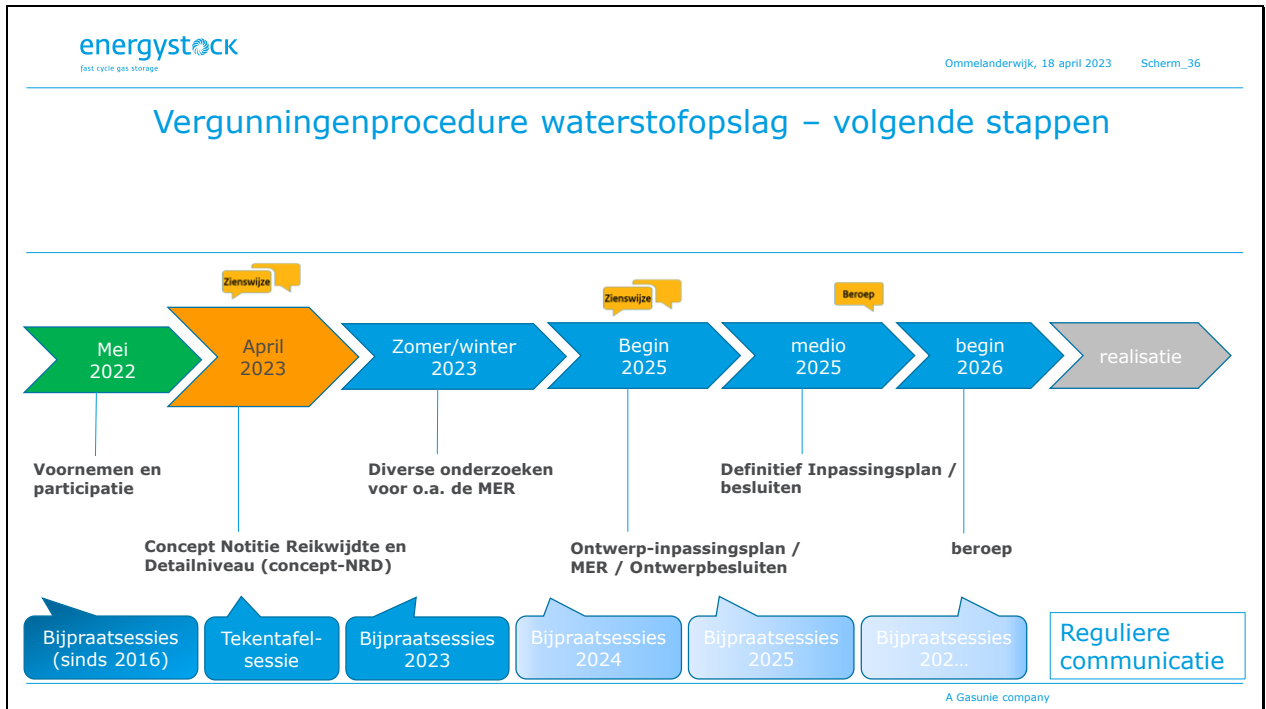 energystock
fast cycle gas storage
Ommelanderwijk, 18 april 2023 Scherm_36
Vergunningenprocedure waterstofopslag – volgende stappen
Zienswijze
Zienswijze
Beroep
Mei
2022
April
2023
Zomer/winter
2023
Begin
2025
medio
2025
begin
2026
realisatie
Voornemen en
participatie
Diverse onderzoeken
voor o.a. de MER
Definitief Inpassingsplan /
besluiten
Concept Notitie Reikwijdte en
Detailniveau (concept-NRD)
Ontwerp-inpassingsplan /
MER / Ontwerpbesluiten
beroep
Bijpraatsessies
(sinds 2016)
Tekentafel-
sessie
Bijpraatsessies
2023
Bijpraatsessies
2024
Bijpraatsessies
2025
Bijpraatsessies
202...
Reguliere
communicatie
A Gasunie company